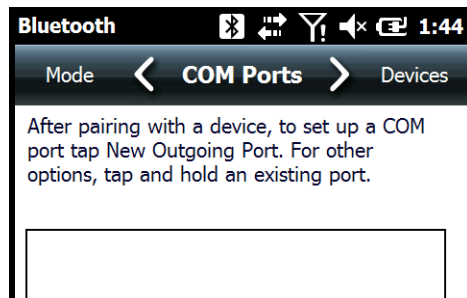 Bluetooth 1:44
Mode COM Ports Devices
After pairing with a device, to set up a COM
port tap New Outgoing Port. For other
options, tap and hold an existing port.